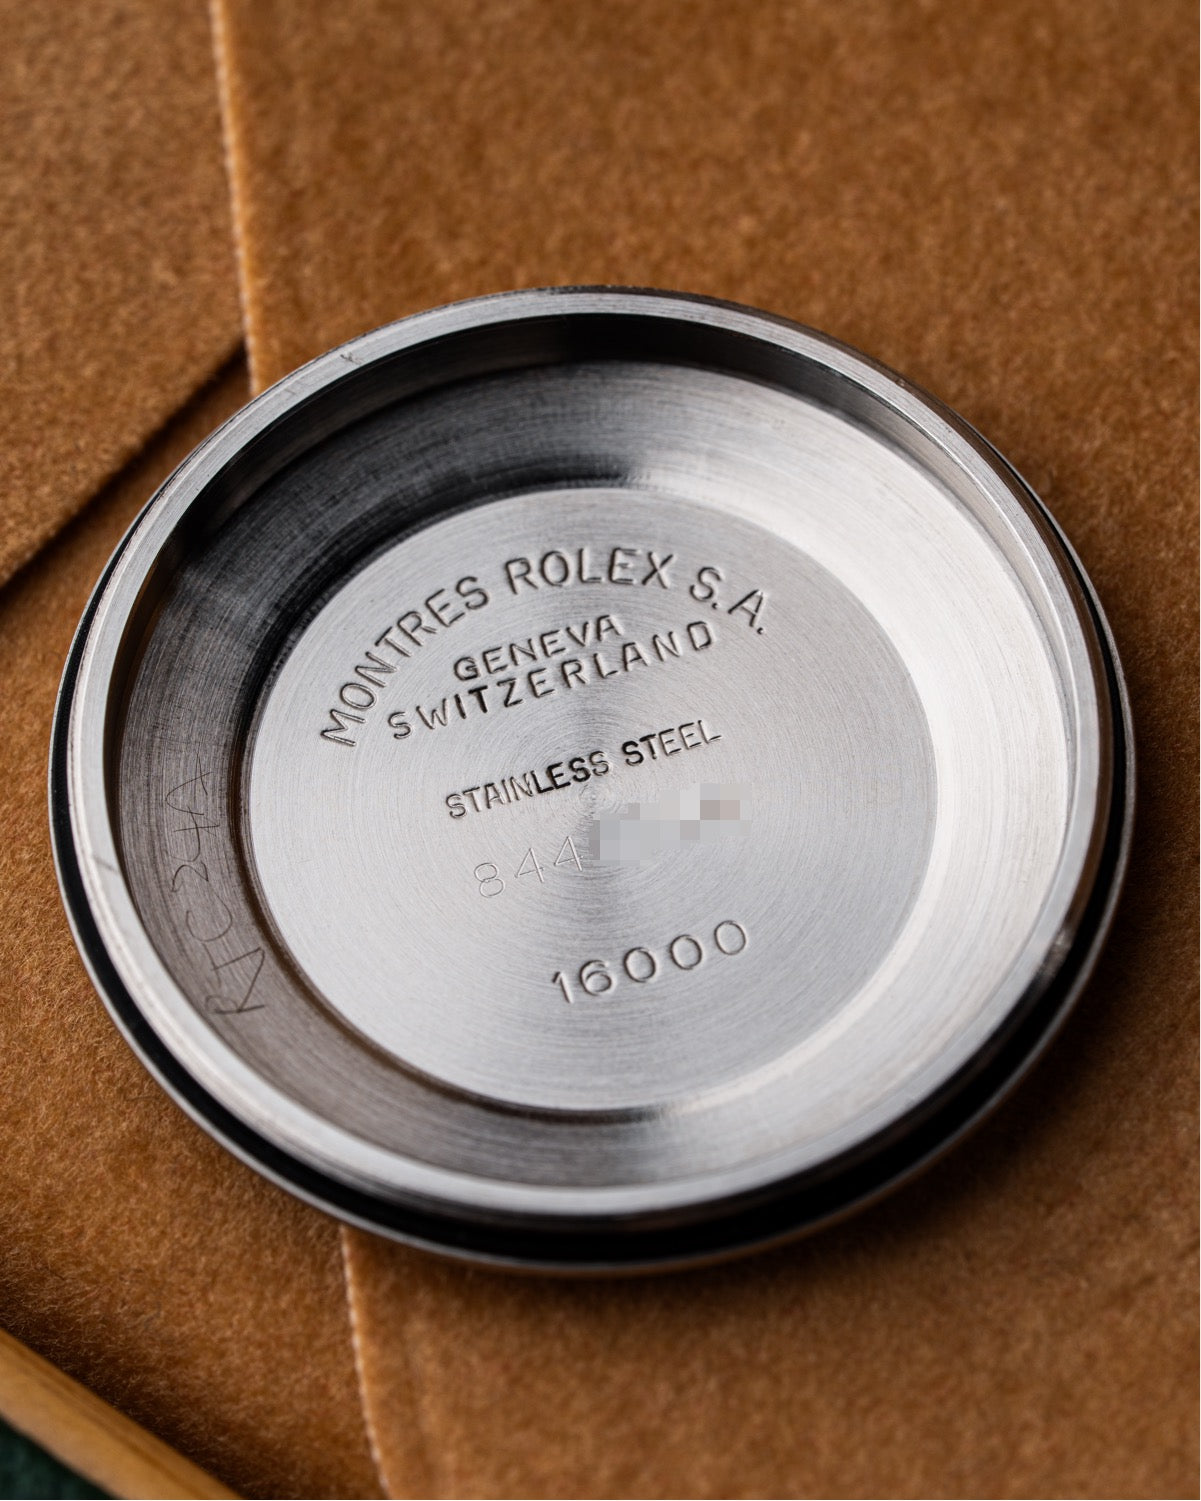 MONTRES ROLEX S.A.
GENEVA
SWITZERLAND
STAINLESS STEEL
844
16000